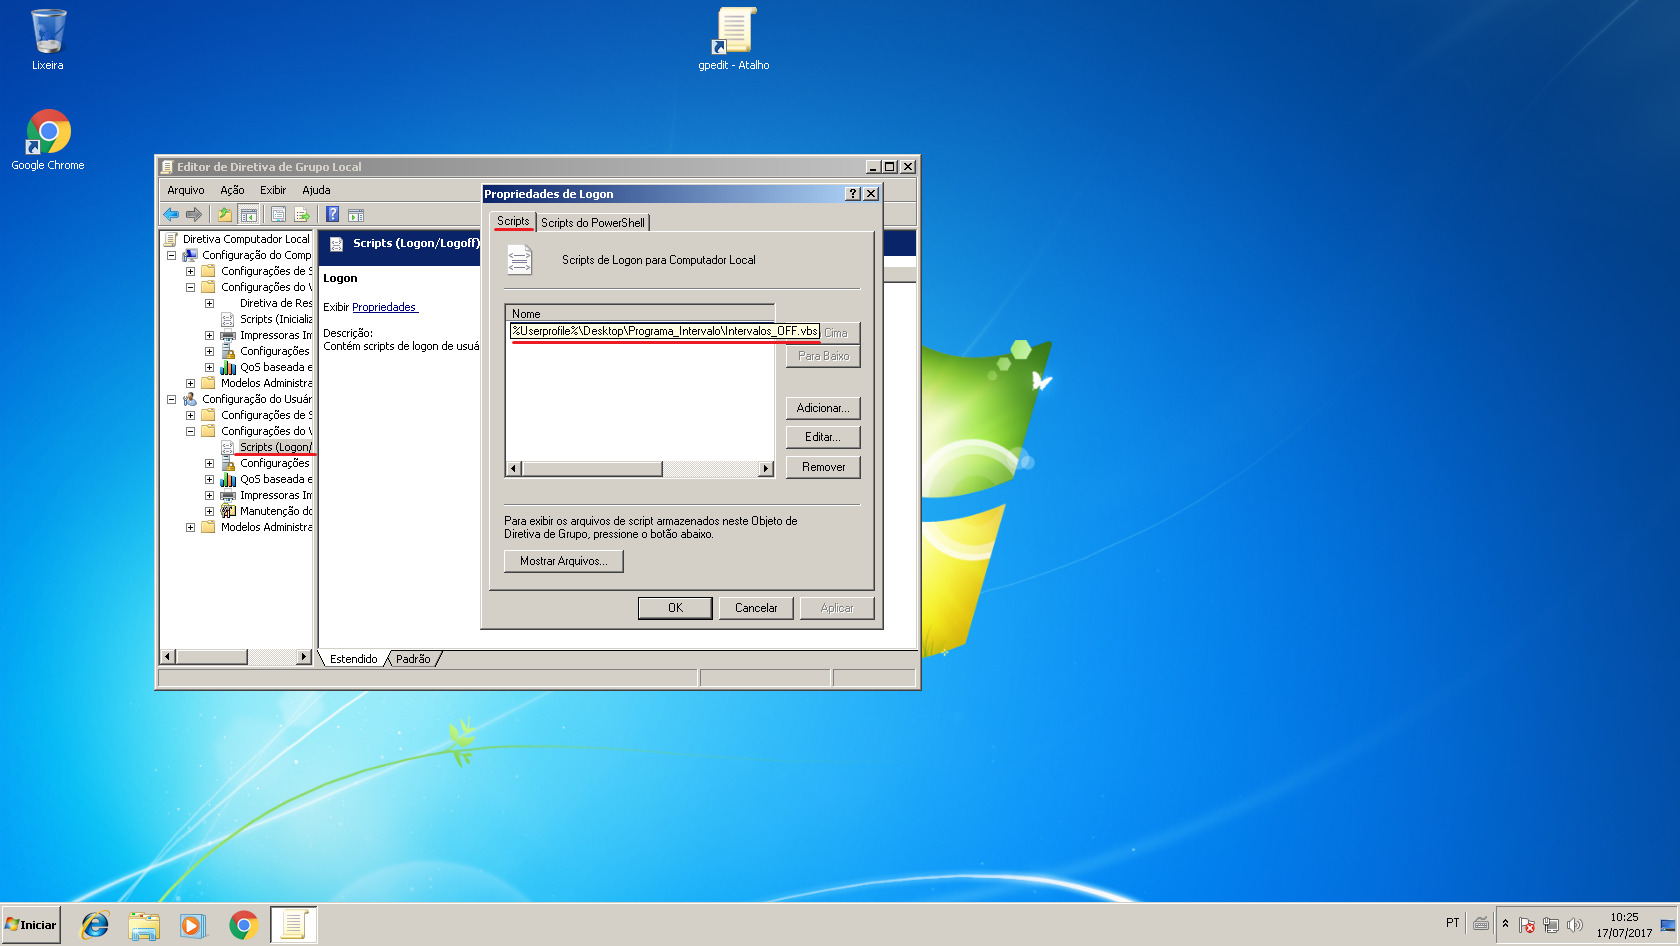 Lixeira
gpedit - Atalho
Google Chrome
Editor de Diretiva de Grupo Local
Arquivo Ação Exibir Ajuda
Diretiva Computador Local
Configuração do Comp
Configurações de S
Configurações do V
Diretiva de Res
Scripts (Inicializ
Impressoras Im
Configurações
QoS baseada e
Modelos Administra
Configuração do Usuár
Configurações de S
Configurações do V
Scripts (Logon/
Configurações
QoS baseada e
Impressoras Im
Manutenção do
Modelos Administra
Scripts (Logon/Logoff)
Logon
Exibir Propriedades
Descrição:
Contém scripts de logon de usuá
Estendido Padrão
Propriedades de Logon
Scripts Scripts do PowerShell
Scripts de Logon para Computador Local
Nome
%Userprofile%\Desktop\Programa_Intervalo\Intervalos_OFF.vbs
Cima
Para Baixo
Adicionar...
Editar...
Remover
Para exibir os arquivos de script armazenados neste Objeto de
Diretiva de Grupo, pressione o botão abaixo.
Mostrar Arquivos...
OK Cancelar Aplicar
Iniciar
PT
10:25
17/07/2017